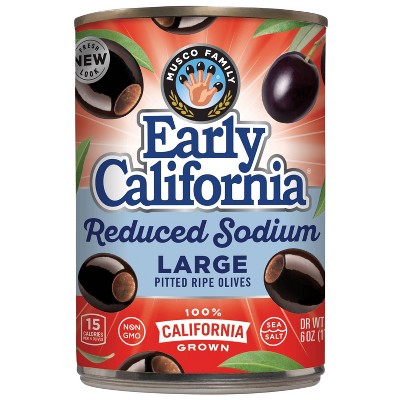 FRESH
NEW
LOOK
MUSCO FAMILY
Early
California®
Reduced Sodium
LARGE
PITTED RIPE OLIVES
15
CALORIES
NON
GMO
100%
CALIFORNIA
GROWN
SEA
SALT
DR WT
6 OZ (1